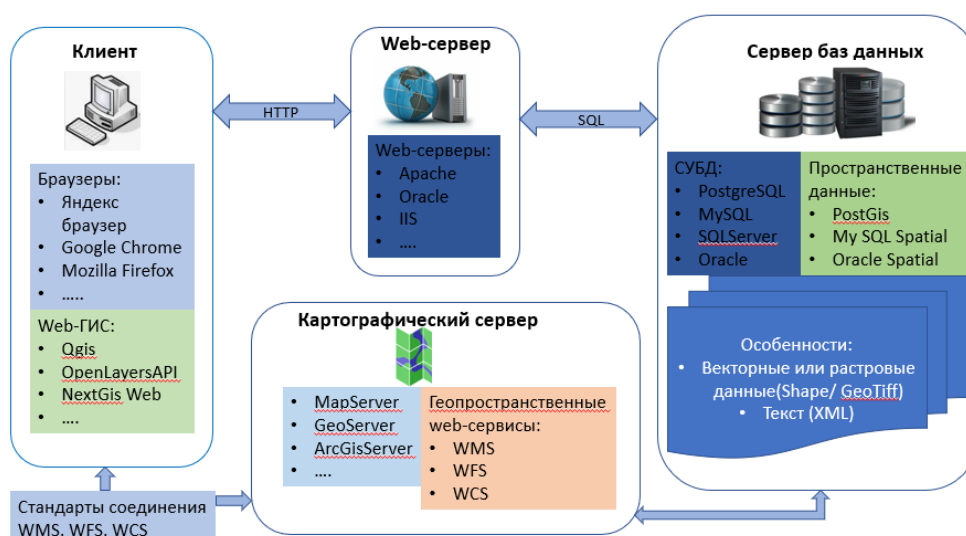 Клиент
Браузеры:
• Яндекс
браузер
• Google Chrome
• Mozilla Firefox
• …..
Web-ГИС:
• Qgis
• OpenLayersAPI
• NextGis Web
• ….
HTTP
Web-сервер
Web-серверы:
• Apache
• Oracle
• IIS
• ….
SQL
Сервер баз данных
СУБД:
• PostgreSQL
• MySQL
• SQLServer
• Oracle
Пространственные
данные:
• PostGis
• My SQL Spatial
• Oracle Spatial
Особенности:
• Векторные или растровые
данные(Shape/ GeoTiff)
• Текст (XML)
Картографический сервер
• MapServer
• GeoServer
• ArcGisServer
• ….
Геопространственные
web-сервисы:
• WMS
• WFS
• WCS
Стандарты соединения
WMS, WFS, WCS